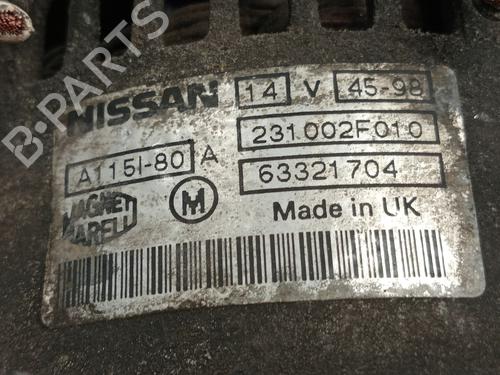 NISSAN 14 V 45-98
231002F010
A115I-80 A
63321704
MAGNETI MARELLI
M
Made in UK
B-PARTS